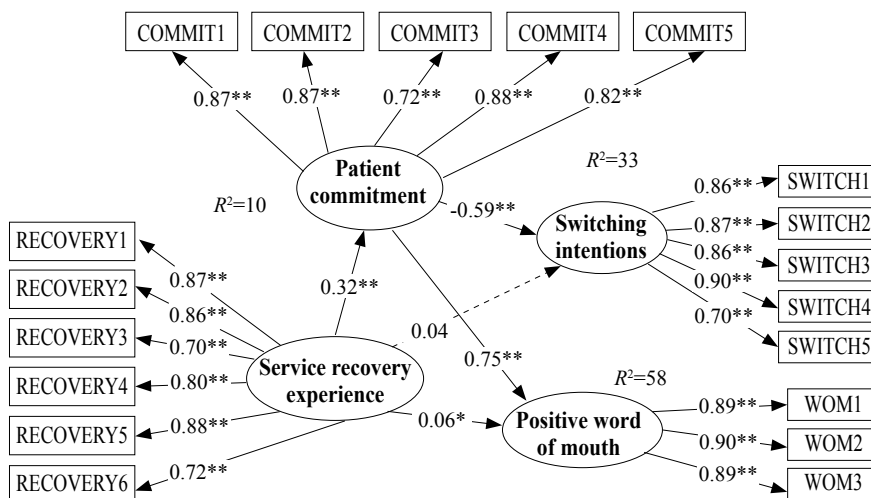 COMMIT1 COMMIT2 COMMIT3 COMMIT4 COMMIT5
0.87** 0.87** 0.72** 0.88** 0.82**
Patient
commitment
R²=33
R²=10
-0.59**
Switching
intentions
0.86** SWITCH1
0.87** SWITCH2
0.86** SWITCH3
0.90** SWITCH4
0.70** SWITCH5
RECOVERY1
RECOVERY2
RECOVERY3
RECOVERY4
RECOVERY5
RECOVERY6
0.87**
0.86**
0.70**
0.80**
0.88**
0.72**
0.32**
0.04
Service recovery
experience
0.75**
0.06*
R²=58
Positive word
of mouth
0.89** WOM1
0.90** WOM2
0.89** WOM3